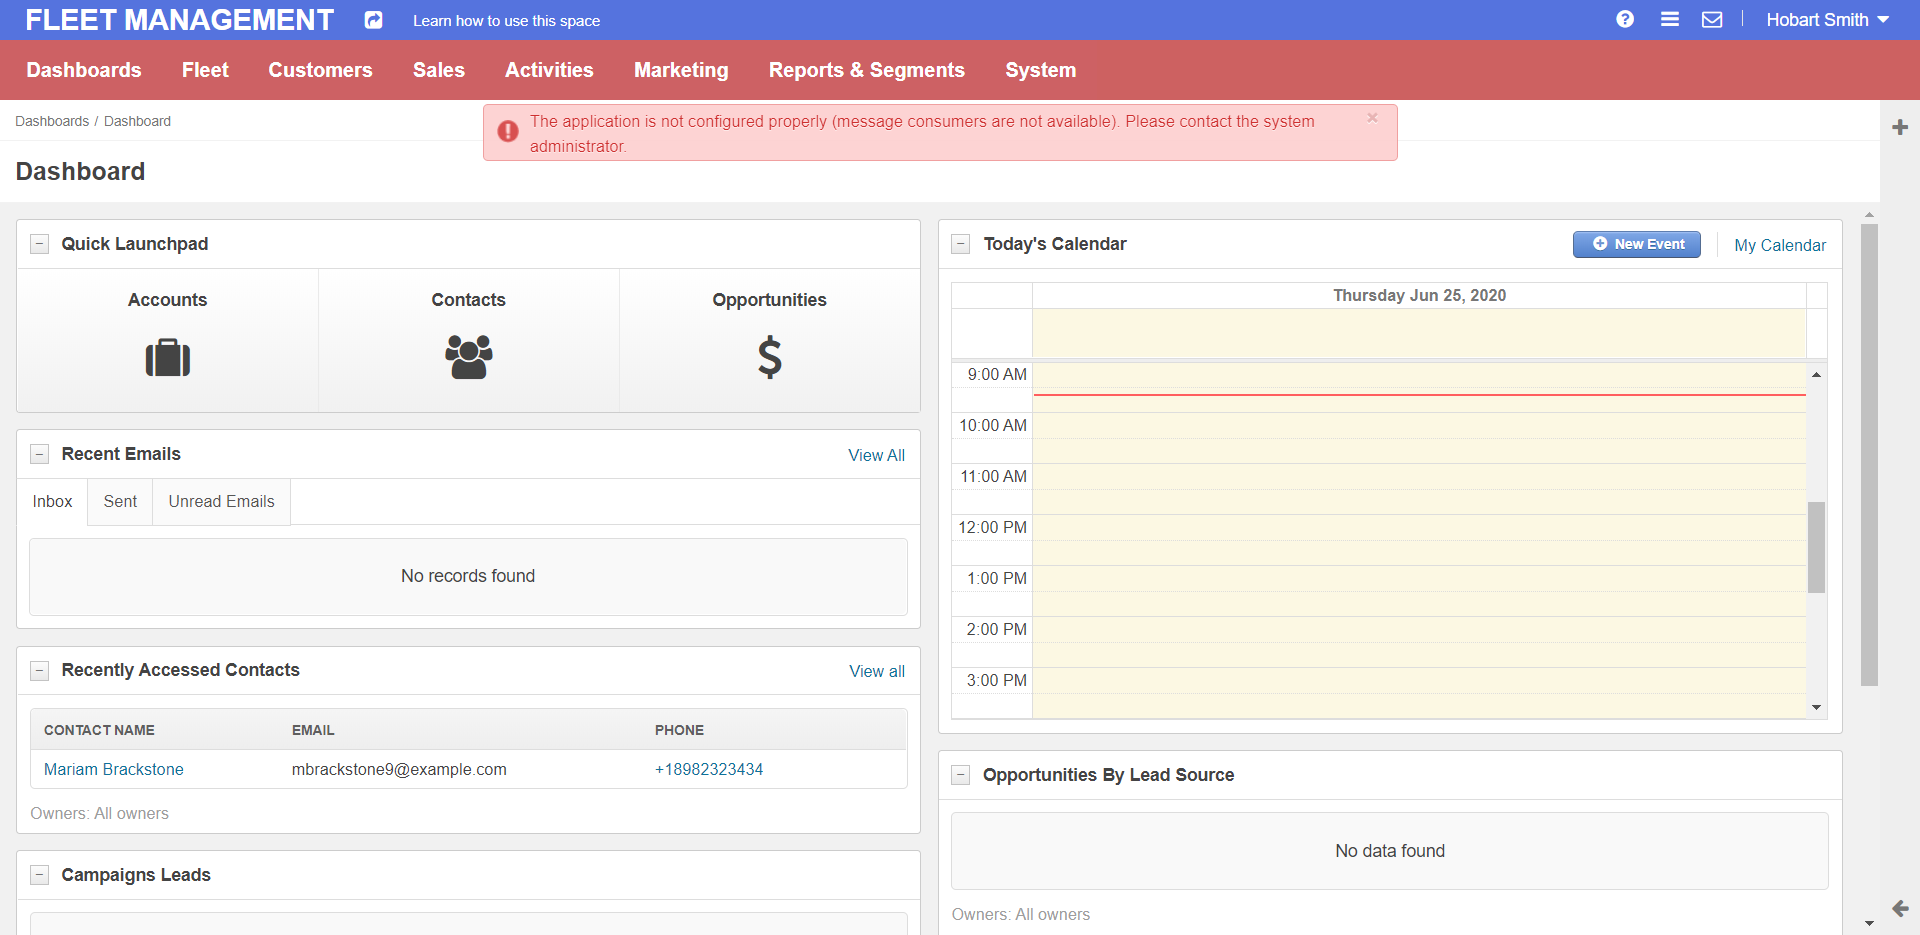 FLEET MANAGEMENT
Learn how to use this space
Hobart Smith
Dashboards
Fleet
Customers
Sales
Activities
Marketing
Reports & Segments
System
Dashboards / Dashboard
The application is not configured properly (message consumers are not available). Please contact the system
administrator.
×
Dashboard
Quick Launchpad
Accounts
Contacts
Opportunities
Recent Emails
View All
Inbox
Sent
Unread Emails
No records found
Recently Accessed Contacts
View all
CONTACT NAME
EMAIL
PHONE
Mariam Brackstone
mbrackstone9@example.com
+18982323434
Owners: All owners
Campaigns Leads
Today's Calendar
New Event
My Calendar
Thursday Jun 25, 2020
9:00 AM
10:00 AM
11:00 AM
12:00 PM
1:00 PM
2:00 PM
3:00 PM
Opportunities By Lead Source
No data found
Owners: All owners